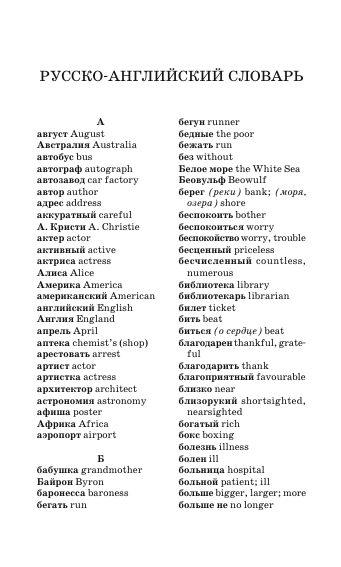 РУССКО-АНГЛИЙСКИЙ СЛОВАРЬ
А
август August
Австралия Australia
автобус bus
автограф autograph
автозавод car factory
автор author
адрес address
аккуратный careful
А. Кристи A. Christie
актер actor
активный active
актриса actress
Алиса Alice
Америка America
американский American
английский English
Англия England
апрель April
аптека chemist's (shop)
арестовать arrest
артист actor
артистка actress
архитектор architect
астрономия astronomy
афиша poster
Африка Africa
аэропорт airport
Б
бабушка grandmother
Байрон Byron
баронесса baroness
бегать run
бегун runner
бедные the poor
бежать run
без without
Белое море the White Sea
Беовульф Beowulf
берег (реки) bank; (моря,
озера) shore
беспокоить bother
беспокоиться worry
беспокойство worry, trouble
бесценный priceless
бесчисленный countless,
numerous
библиотека library
библиотекарь librarian
билет ticket
бить beat
биться (о сердце) beat
благодарен thankful, grate-
ful
благодарить thank
благоприятный favourable
близко near
близорукий shortsighted,
nearsighted
богатый rich
бокс boxing
болезнь illness
болен ill
больница hospital
больной patient; ill
больше bigger, larger; more
больше не no longer